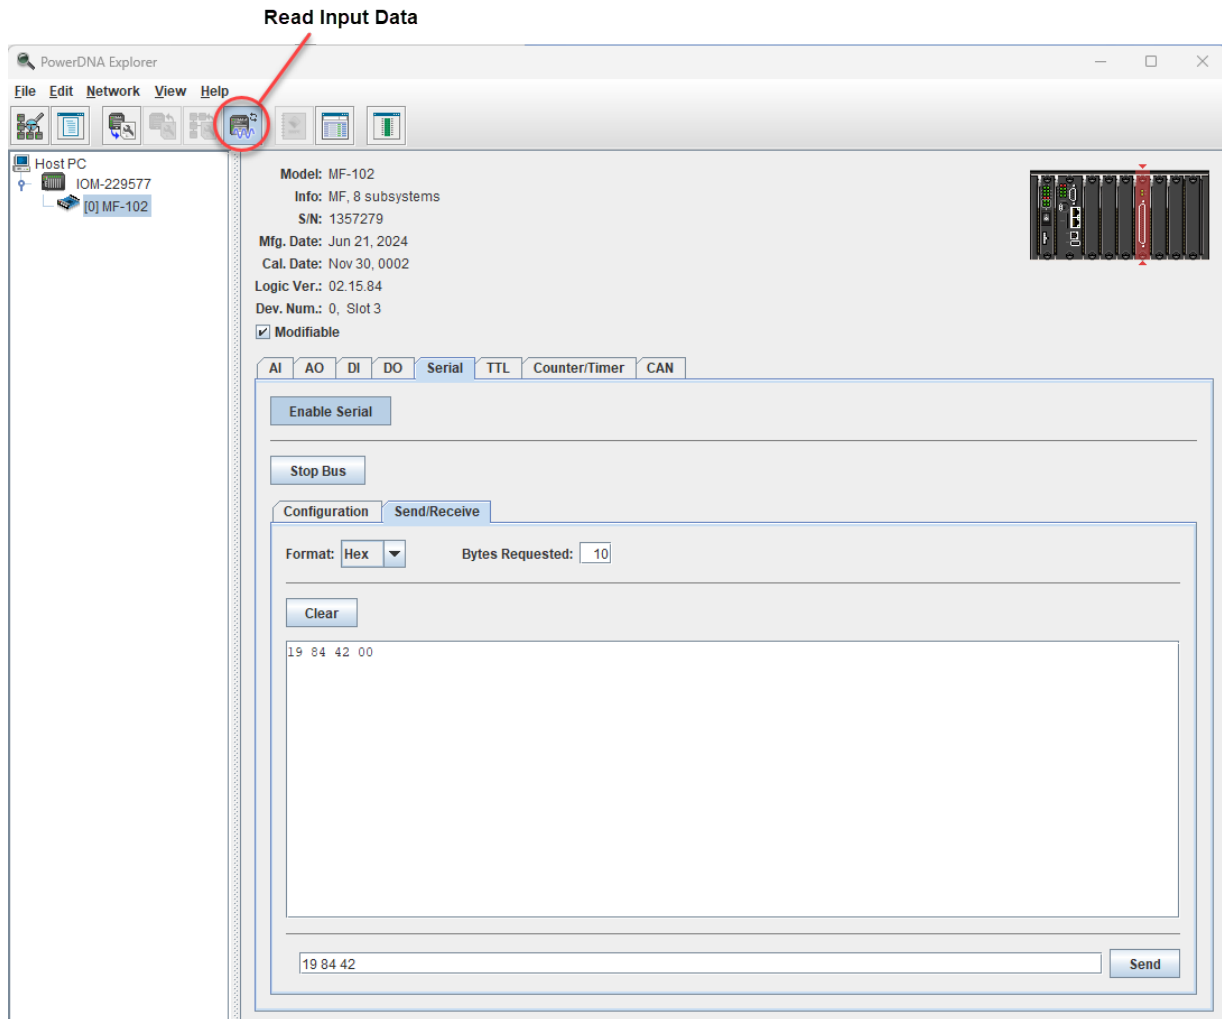 Read Input Data
PowerDNA Explorer
File Edit Network View Help
Host PC
IOM-229577
[0] MF-102
Model: MF-102
Info: MF, 8 subsystems
S/N: 1357279
Mfg. Date: Jun 21, 2024
Cal. Date: Nov 30, 0002
Logic Ver.: 02.15.84
Dev. Num.: 0, Slot 3
Modifiable
AI AO DI DO Serial TTL Counter/Timer CAN
Enable Serial
Stop Bus
Configuration Send/Receive
Format: Hex Bytes Requested: 10
Clear
19 84 42 00
19 84 42 Send